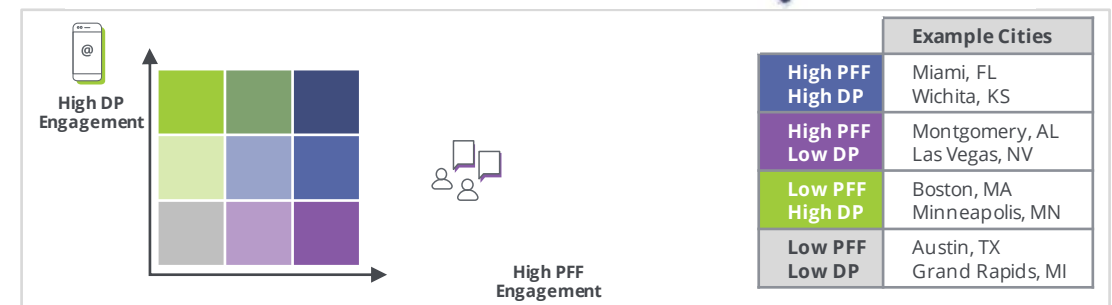 @
High DP
Engagement
High PFF
Engagement
Example Cities
High PFF
High DP
Miami, FL
Wichita, KS
High PFF
Low DP
Montgomery, AL
Las Vegas, NV
Low PFF
High DP
Boston, MA
Minneapolis, MN
Low PFF
Low DP
Austin, TX
Grand Rapids, MI